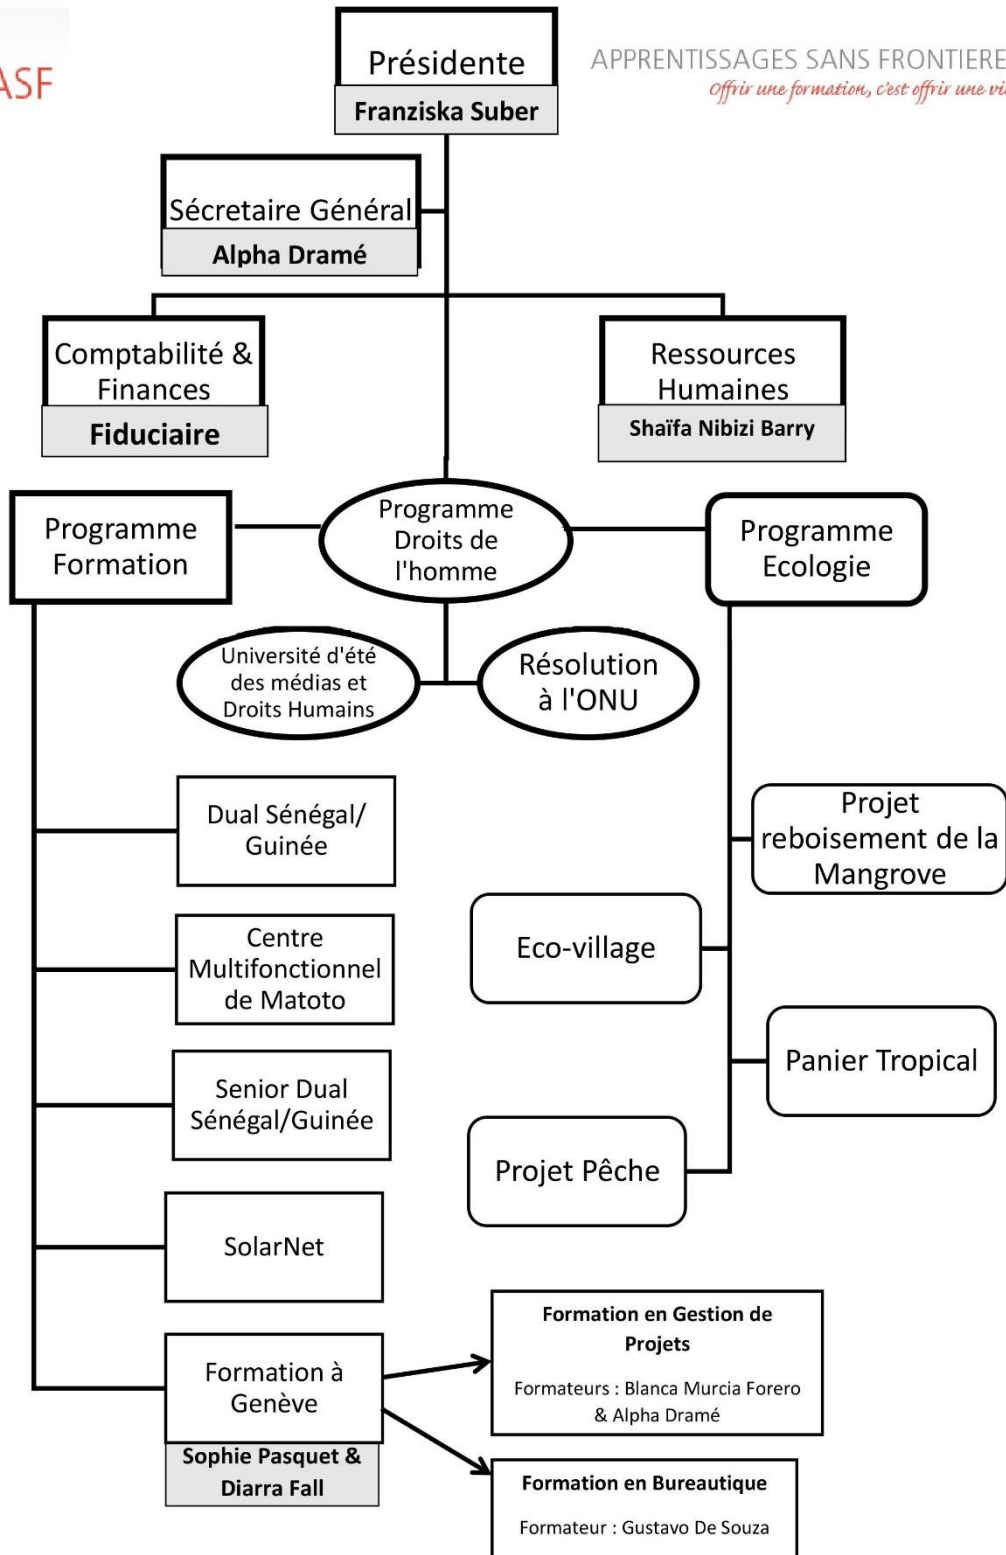 ASF
APPRENTISSAGES SANS FRONTIERE
Offrir une formation, c'est offrir une vie
Présidente
Franziska Suber
Sécretaire Général
Alpha Dramé
Comptabilité &
Finances
Fiduciaire
Ressources
Humaines
Shaïfa Nibizi Barry
Programme
Formation
Programme
Droits de
l'homme
Programme
Ecologie
Université d'été
des médias et
Droits Humains
Résolution
à l'ONU
Dual Sénégal/
Guinée
Centre
Multifonctionnel
de Matoto
Senior Dual
Sénégal/Guinée
SolarNet
Formation à
Genève
Sophie Pasquet &
Diarra Fall
Projet
reboisement de la
Mangrove
Eco-village
Panier Tropical
Projet Pêche
Formation en Gestion de
Projets
Formateurs : Blanca Murcia Forero
& Alpha Dramé
Formation en Bureautique
Formateur : Gustavo De Souza